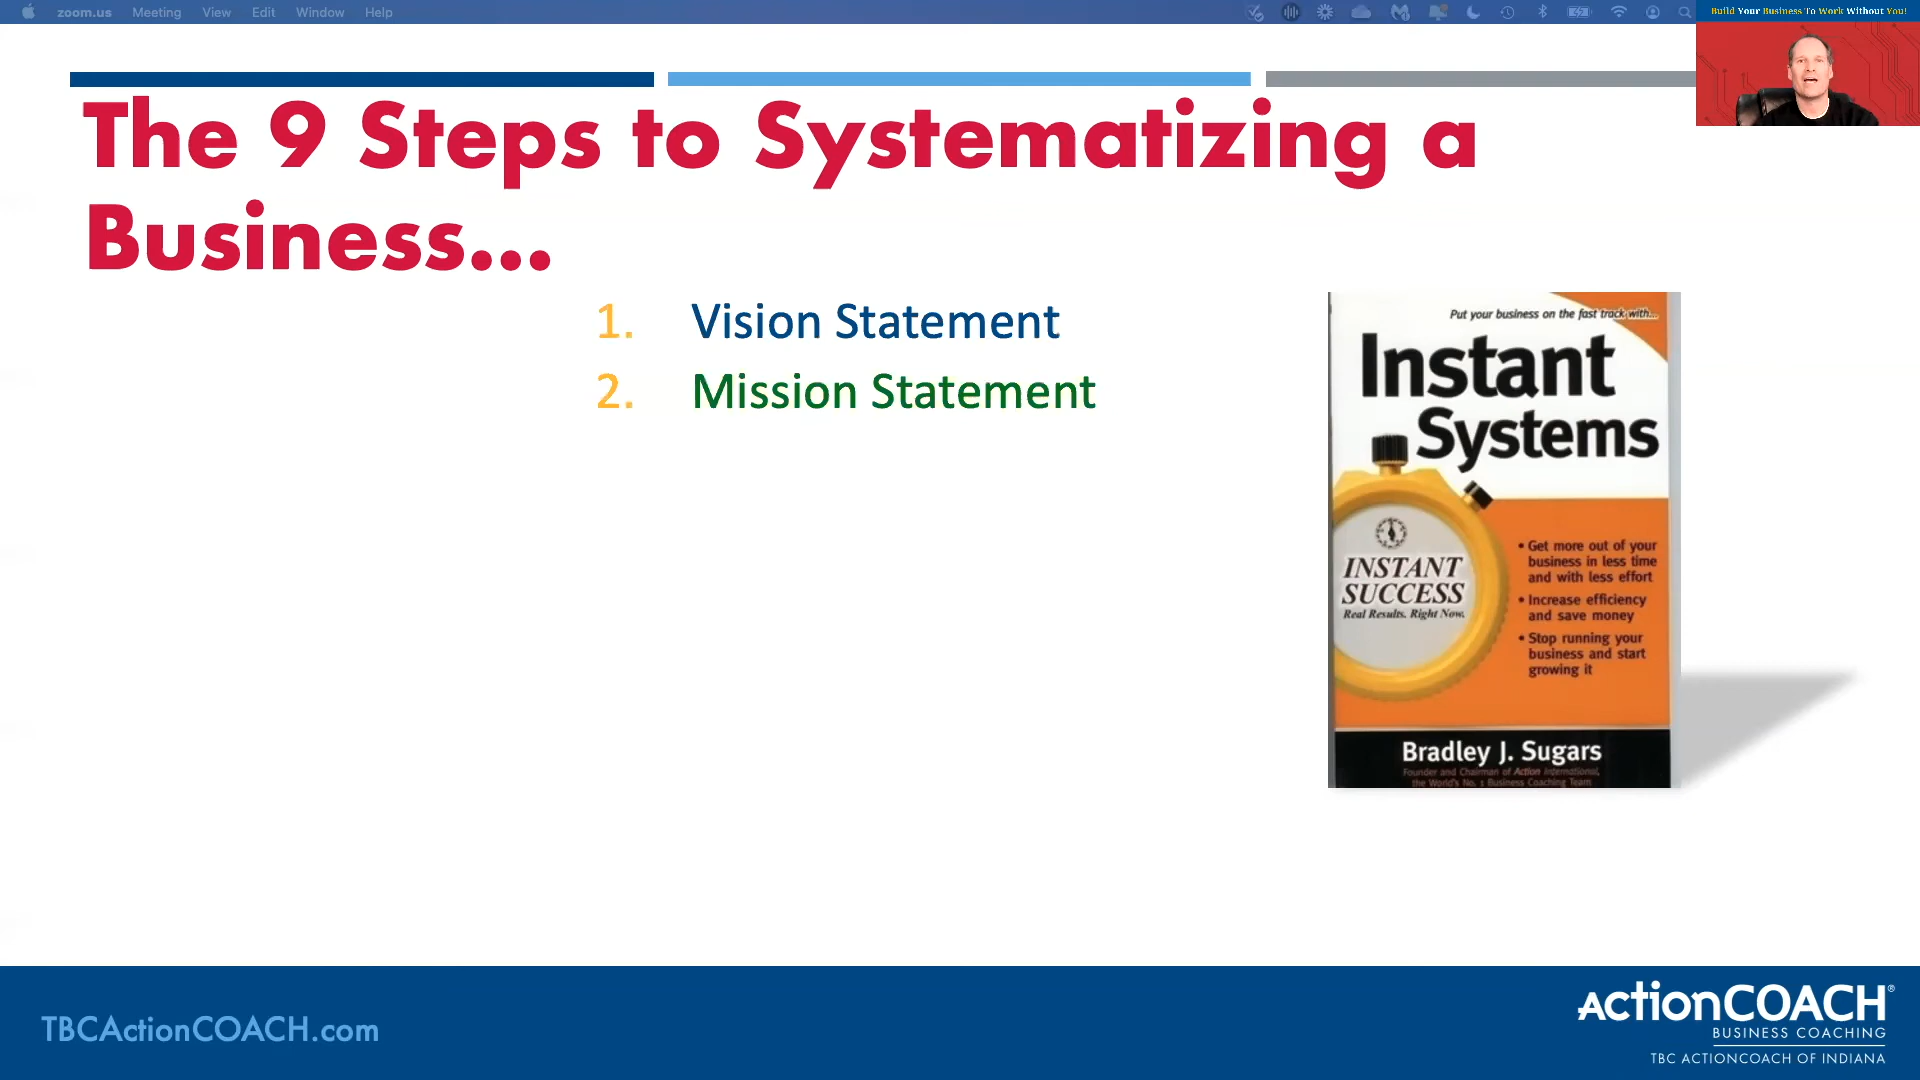 zoom.us Meeting View Edit Window Help
Build Your Business To Work Without You!
The 9 Steps to Systematizing a
Business...
1. Vision Statement
2. Mission Statement
Put your business on the fast track with...
Instant
Systems
INSTANT
SUCCESS
Real Results. Right Now.
• Get more out of your
business in less time
and with less effort
• Increase efficiency
and save money
• Stop running your
business and start
growing it
Bradley J. Sugars
Founder and Chairman of Action International,
the World's No. 1 Business Coaching Team
TBCActionCOACH.com
actionCOACH®
BUSINESS COACHING
TBC ACTIONCOACH OF INDIANA